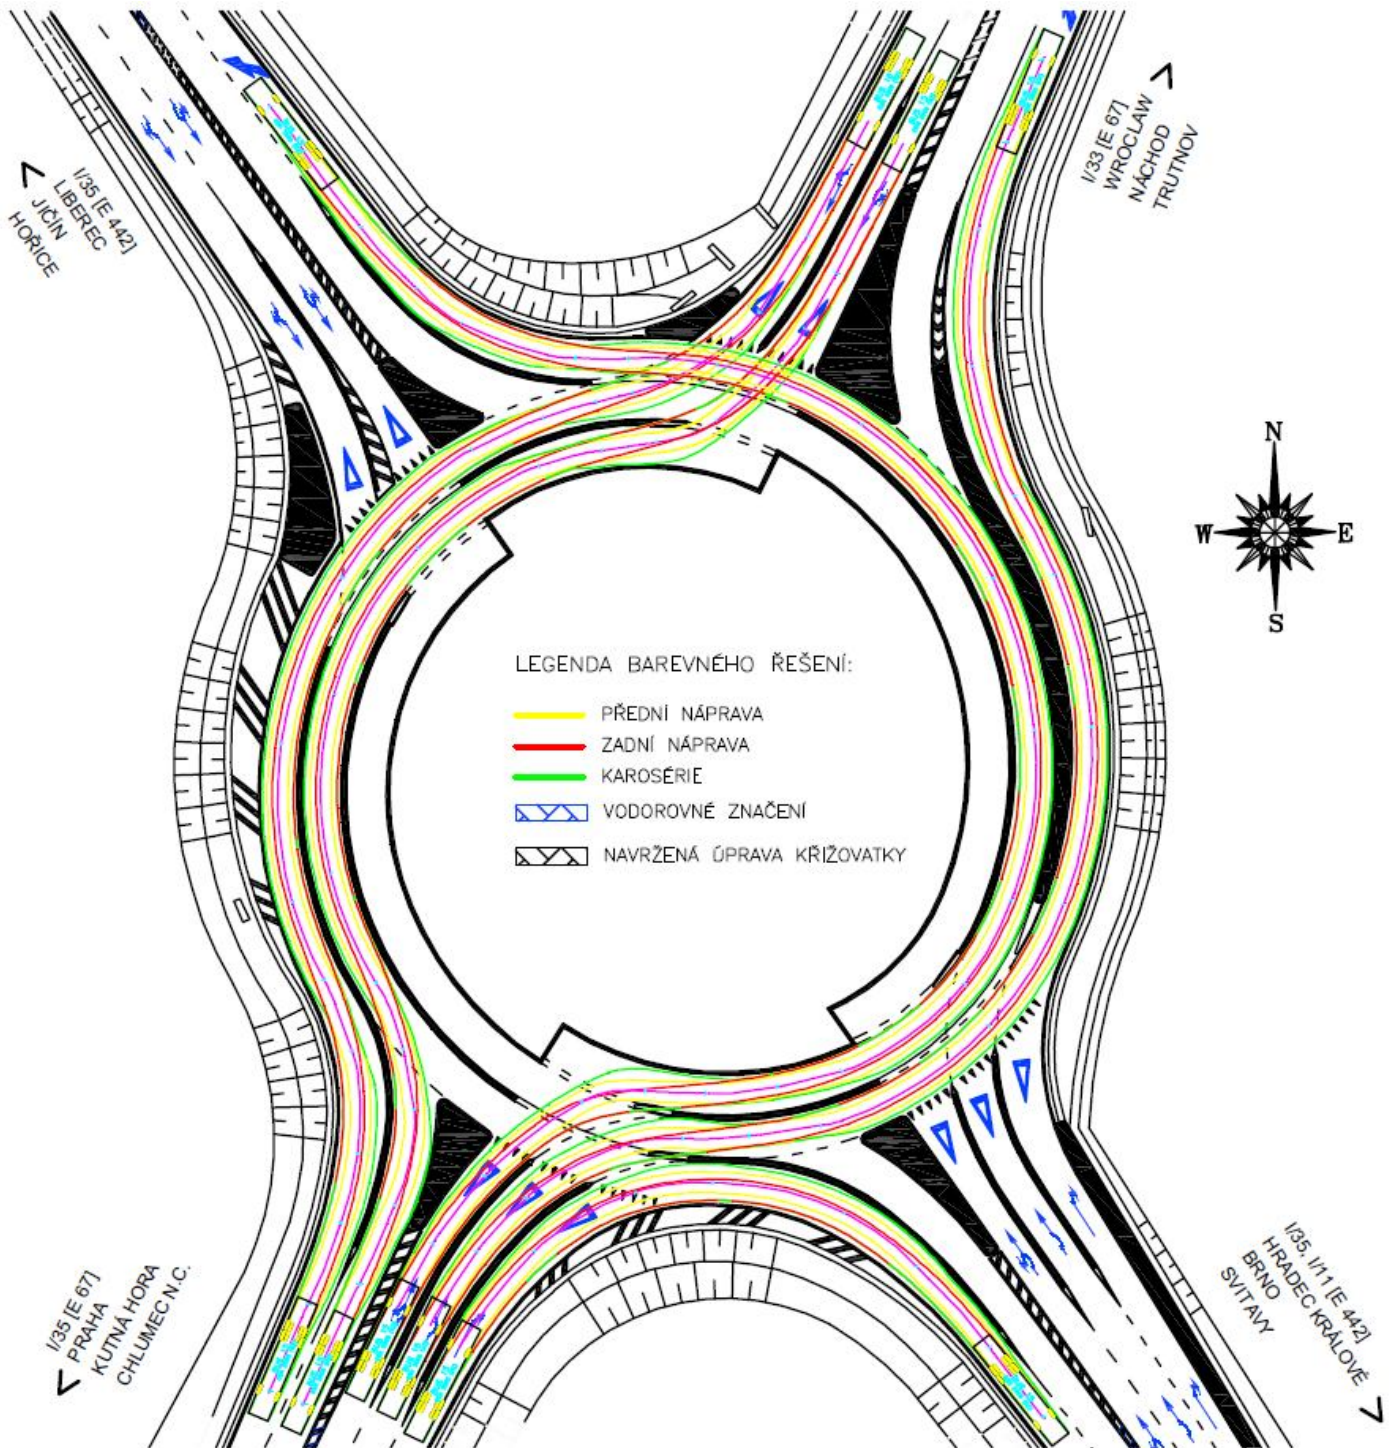 I/35 [E 442]
LIBEREC
JIČÍN
HOŘICE
I/33 [E 67]
WROCLAW
NÁCHOD
TRUTNOV
N
W
E
S
LEGENDA BAREVNÉHO ŘEŠENÍ:
PŘEDNÍ NÁPRAVA
ZADNÍ NÁPRAVA
KAROSÉRIE
VODOROVNÉ ZNAČENÍ
NAVRŽENÁ ÚPRAVA KŘIŽOVATKY
I/35 [E 67]
PRAHA
KUTNÁ HORA
CHLUMEC N.C.
I/35, I/11 [E 442]
HRADEC KRÁLOVÉ
BRNO
SVITAVY